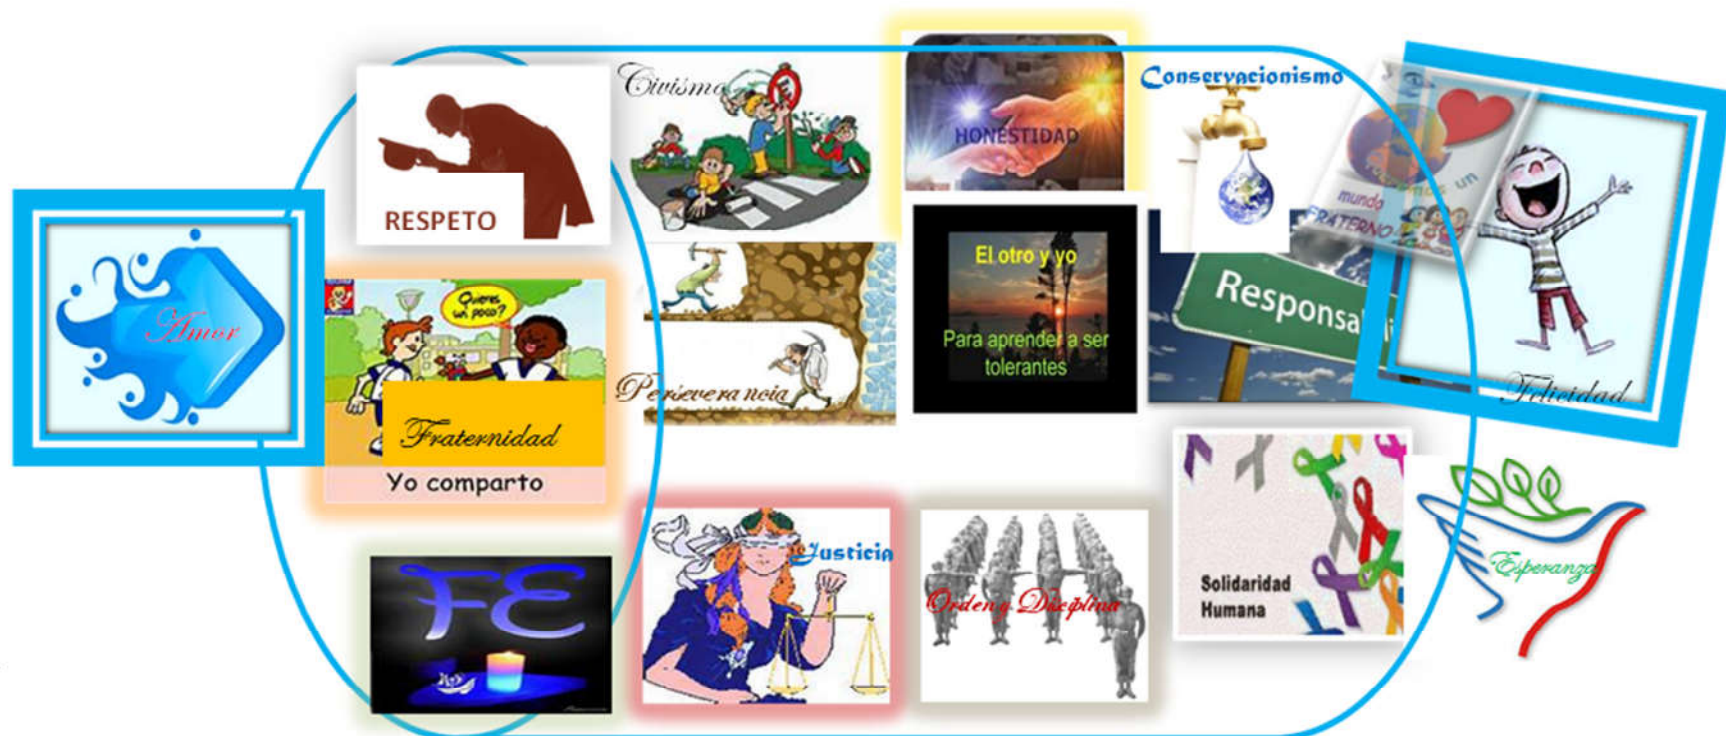 RESPETO
Civismo
HONESTIDAD
Conservacionismo
un
mundo
FRATERNO
Amor
Quieres
un poco?
Fraternidad
Yo comparto
Perseverancia
El otro y yo
Para aprender a ser
tolerantes
Responsa
Felicidad
FE
Justicia
Orden y Disciplina
Solidaridad
Humana
Esperanza